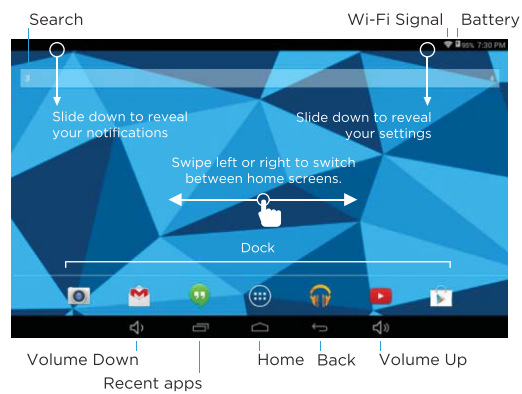 Search
Wi-Fi Signal
Battery
95% 7:30 PM
Slide down to reveal
your notifications
Slide down to reveal
your settings
Swipe left or right to switch
between home screens.
Dock
Volume Down
Recent apps
Home
Back
Volume Up